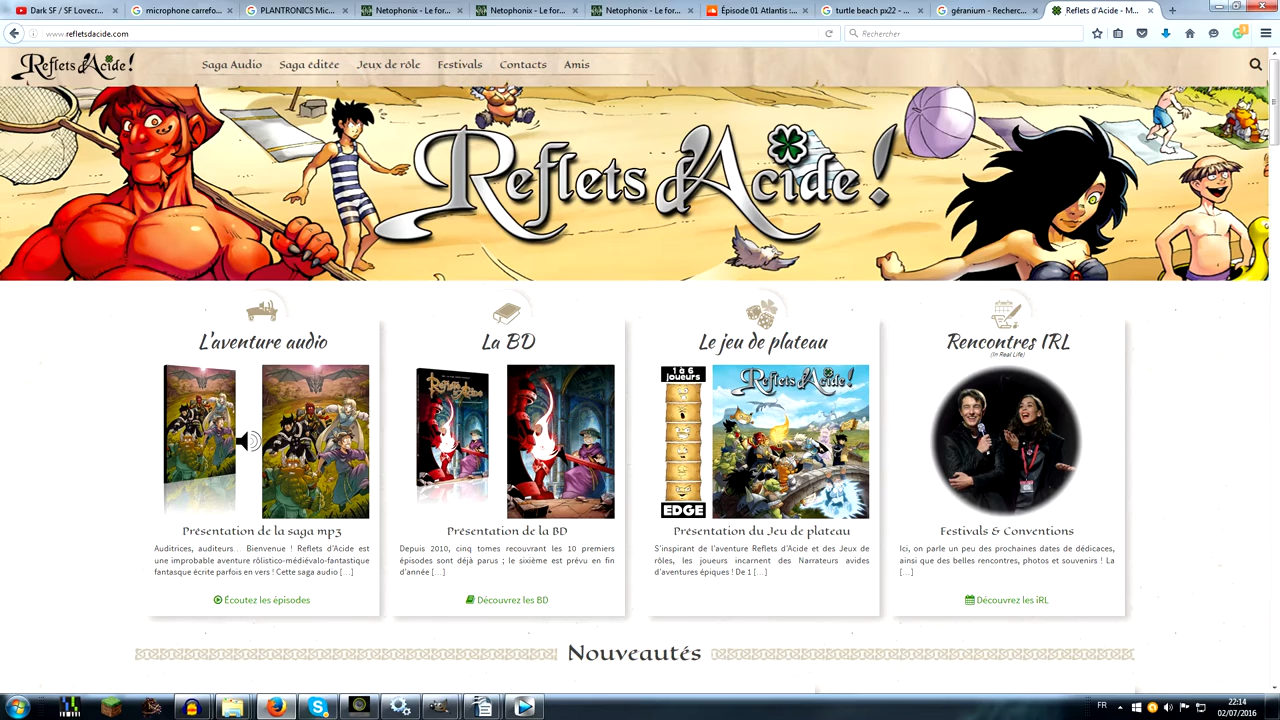 Dark SF / SF Lovecr...
microphone carrefo...
PLANTRONICS Mic...
Netophonix - Le for...
Netophonix - Le for...
Netophonix - Le for...
Épisode 01 Atlantis :...
turtle beach px22 - ...
géranium - Recherc...
Reflets d'Acide - M...
www.refletsdacide.com
Rechercher
Reflets d'Acide !
Saga Audio
Saga éditée
Jeux de rôle
Festivals
Contacts
Amis
Reflets d'Acide !
L'aventure audio
Présentation de la saga mp3
Auditrices, auditeurs… Bienvenue ! Reflets d'Acide est
une improbable aventure rôlistico-médiévalo-fantastique
fantasque écrite parfois en vers ! Cette saga audio […]
Écoutez les épisodes
La BD
Reflets d'Acide
Présentation de la BD
Depuis 2010, cinq tomes recouvrant les 10 premiers
épisodes sont déjà parus ; le sixième est prévu en fin
d'année […]
Découvrez les BD
Le jeu de plateau
1 à 6
joueurs
EDGE
Reflets d'Acide !
Présentation du Jeu de plateau
S'inspirant de l'aventure Reflets d'Acide et des Jeux de
rôles, les joueurs incarnent des Narrateurs avides
d'aventures épiques ! De 1 […]
Rencontres IRL
(In Real Life)
Festivals & Conventions
Ici, on parle un peu des prochaines dates de dédicaces,
ainsi que des belles rencontres, photos et souvenirs ! La
[…]
Découvrez les iRL
Nouveautés
FR
22:14
02/07/2016